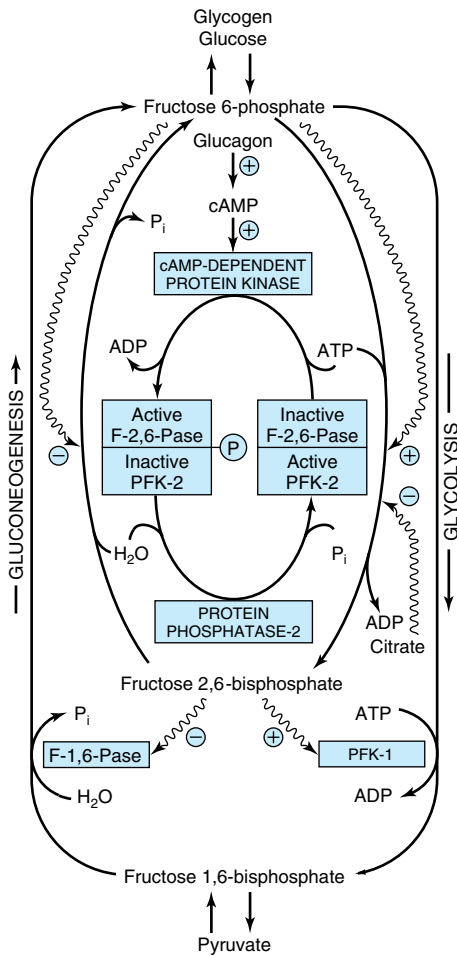 Glycogen
Glucose
Fructose 6-phosphate
Glucagon
+
cAMP
+
Pi
cAMP-DEPENDENT
PROTEIN KINASE
ADP
ATP
Active
F-2,6-Pase
Inactive
PFK-2
P
Inactive
F-2,6-Pase
Active
PFK-2
−
+
−
GLUCONEOGENESIS
GLYCOLYSIS
H2O
Pi
PROTEIN
PHOSPHATASE-2
ADP
Citrate
Fructose 2,6-bisphosphate
Pi
−
+
ATP
F-1,6-Pase
PFK-1
H2O
ADP
Fructose 1,6-bisphosphate
Pyruvate